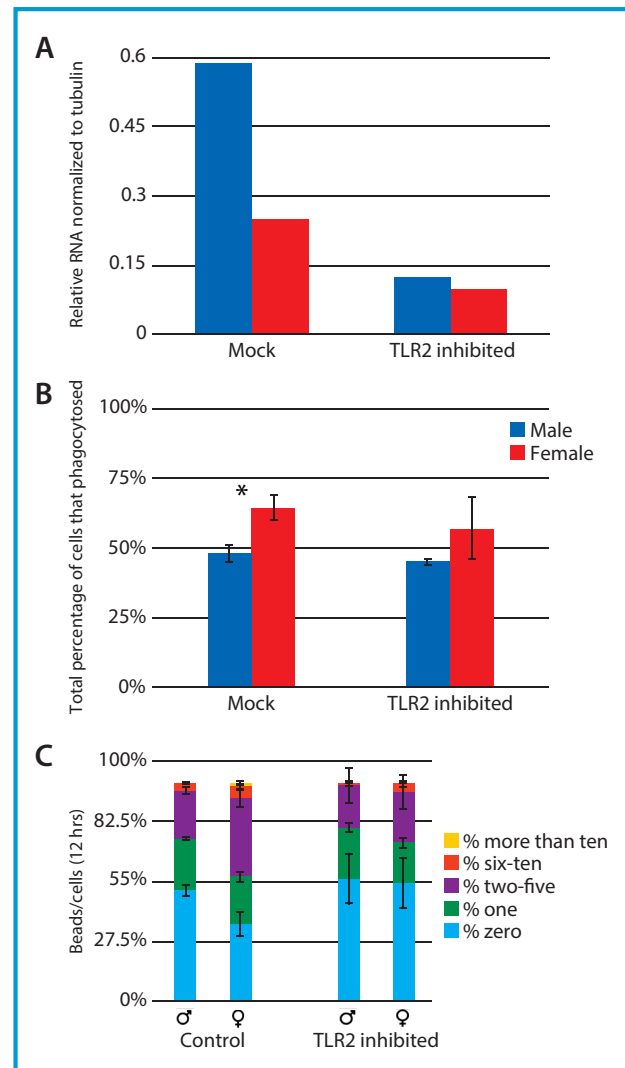 A
Relative RNA normalized to tubulin
0.6
0.45
0.3
0.15
0
Mock
TLR2 inhibited
B
Total percentage of cells that phagocytosed
100%
75%
50%
25%
0%
*
Male
Female
Mock
TLR2 inhibited
C
Beads/cells (12 hrs)
100%
82.5%
55%
27.5%
0%
% more than ten
% six-ten
% two-five
% one
% zero
♂ ♀ ♂ ♀
Control
TLR2 inhibited